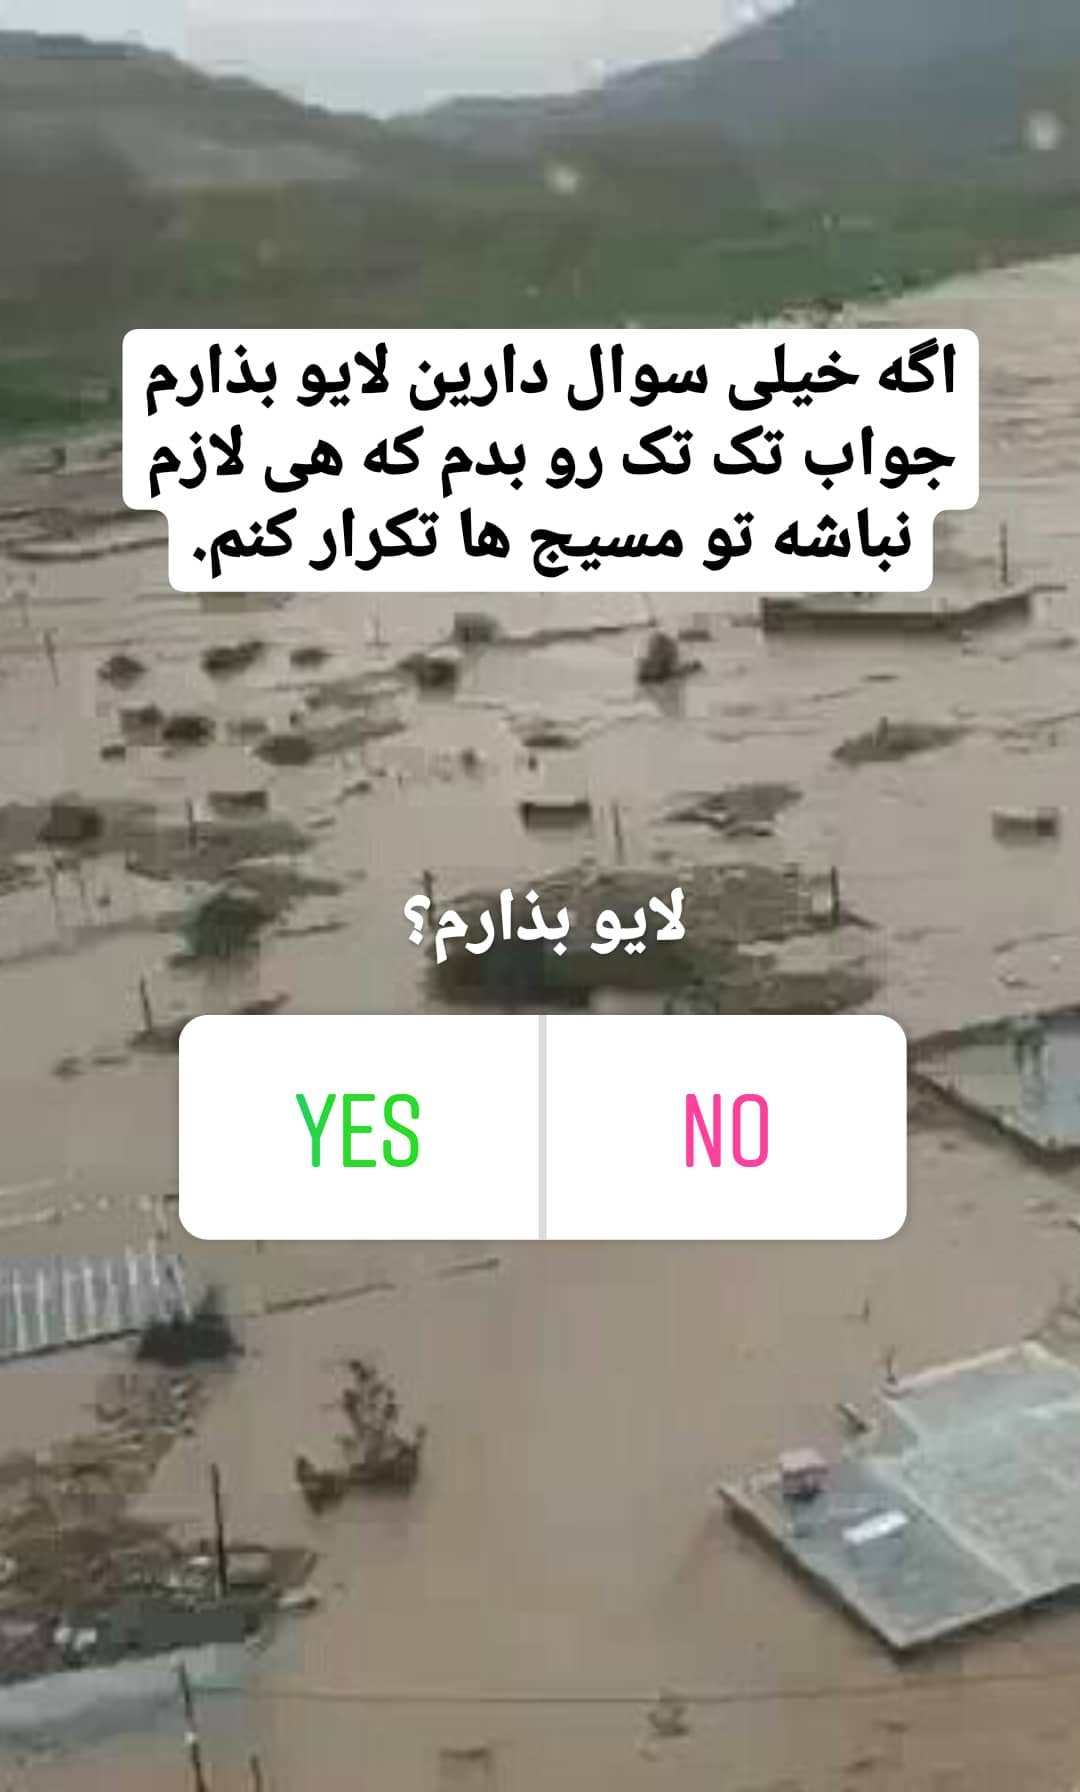 اگه خیلی سوال دارین لایو بذارم
جواب تک تک رو بدم که هی لازم
نباشه تو مسیج ها تکرار کنم.
لایو بذارم؟
YES NO